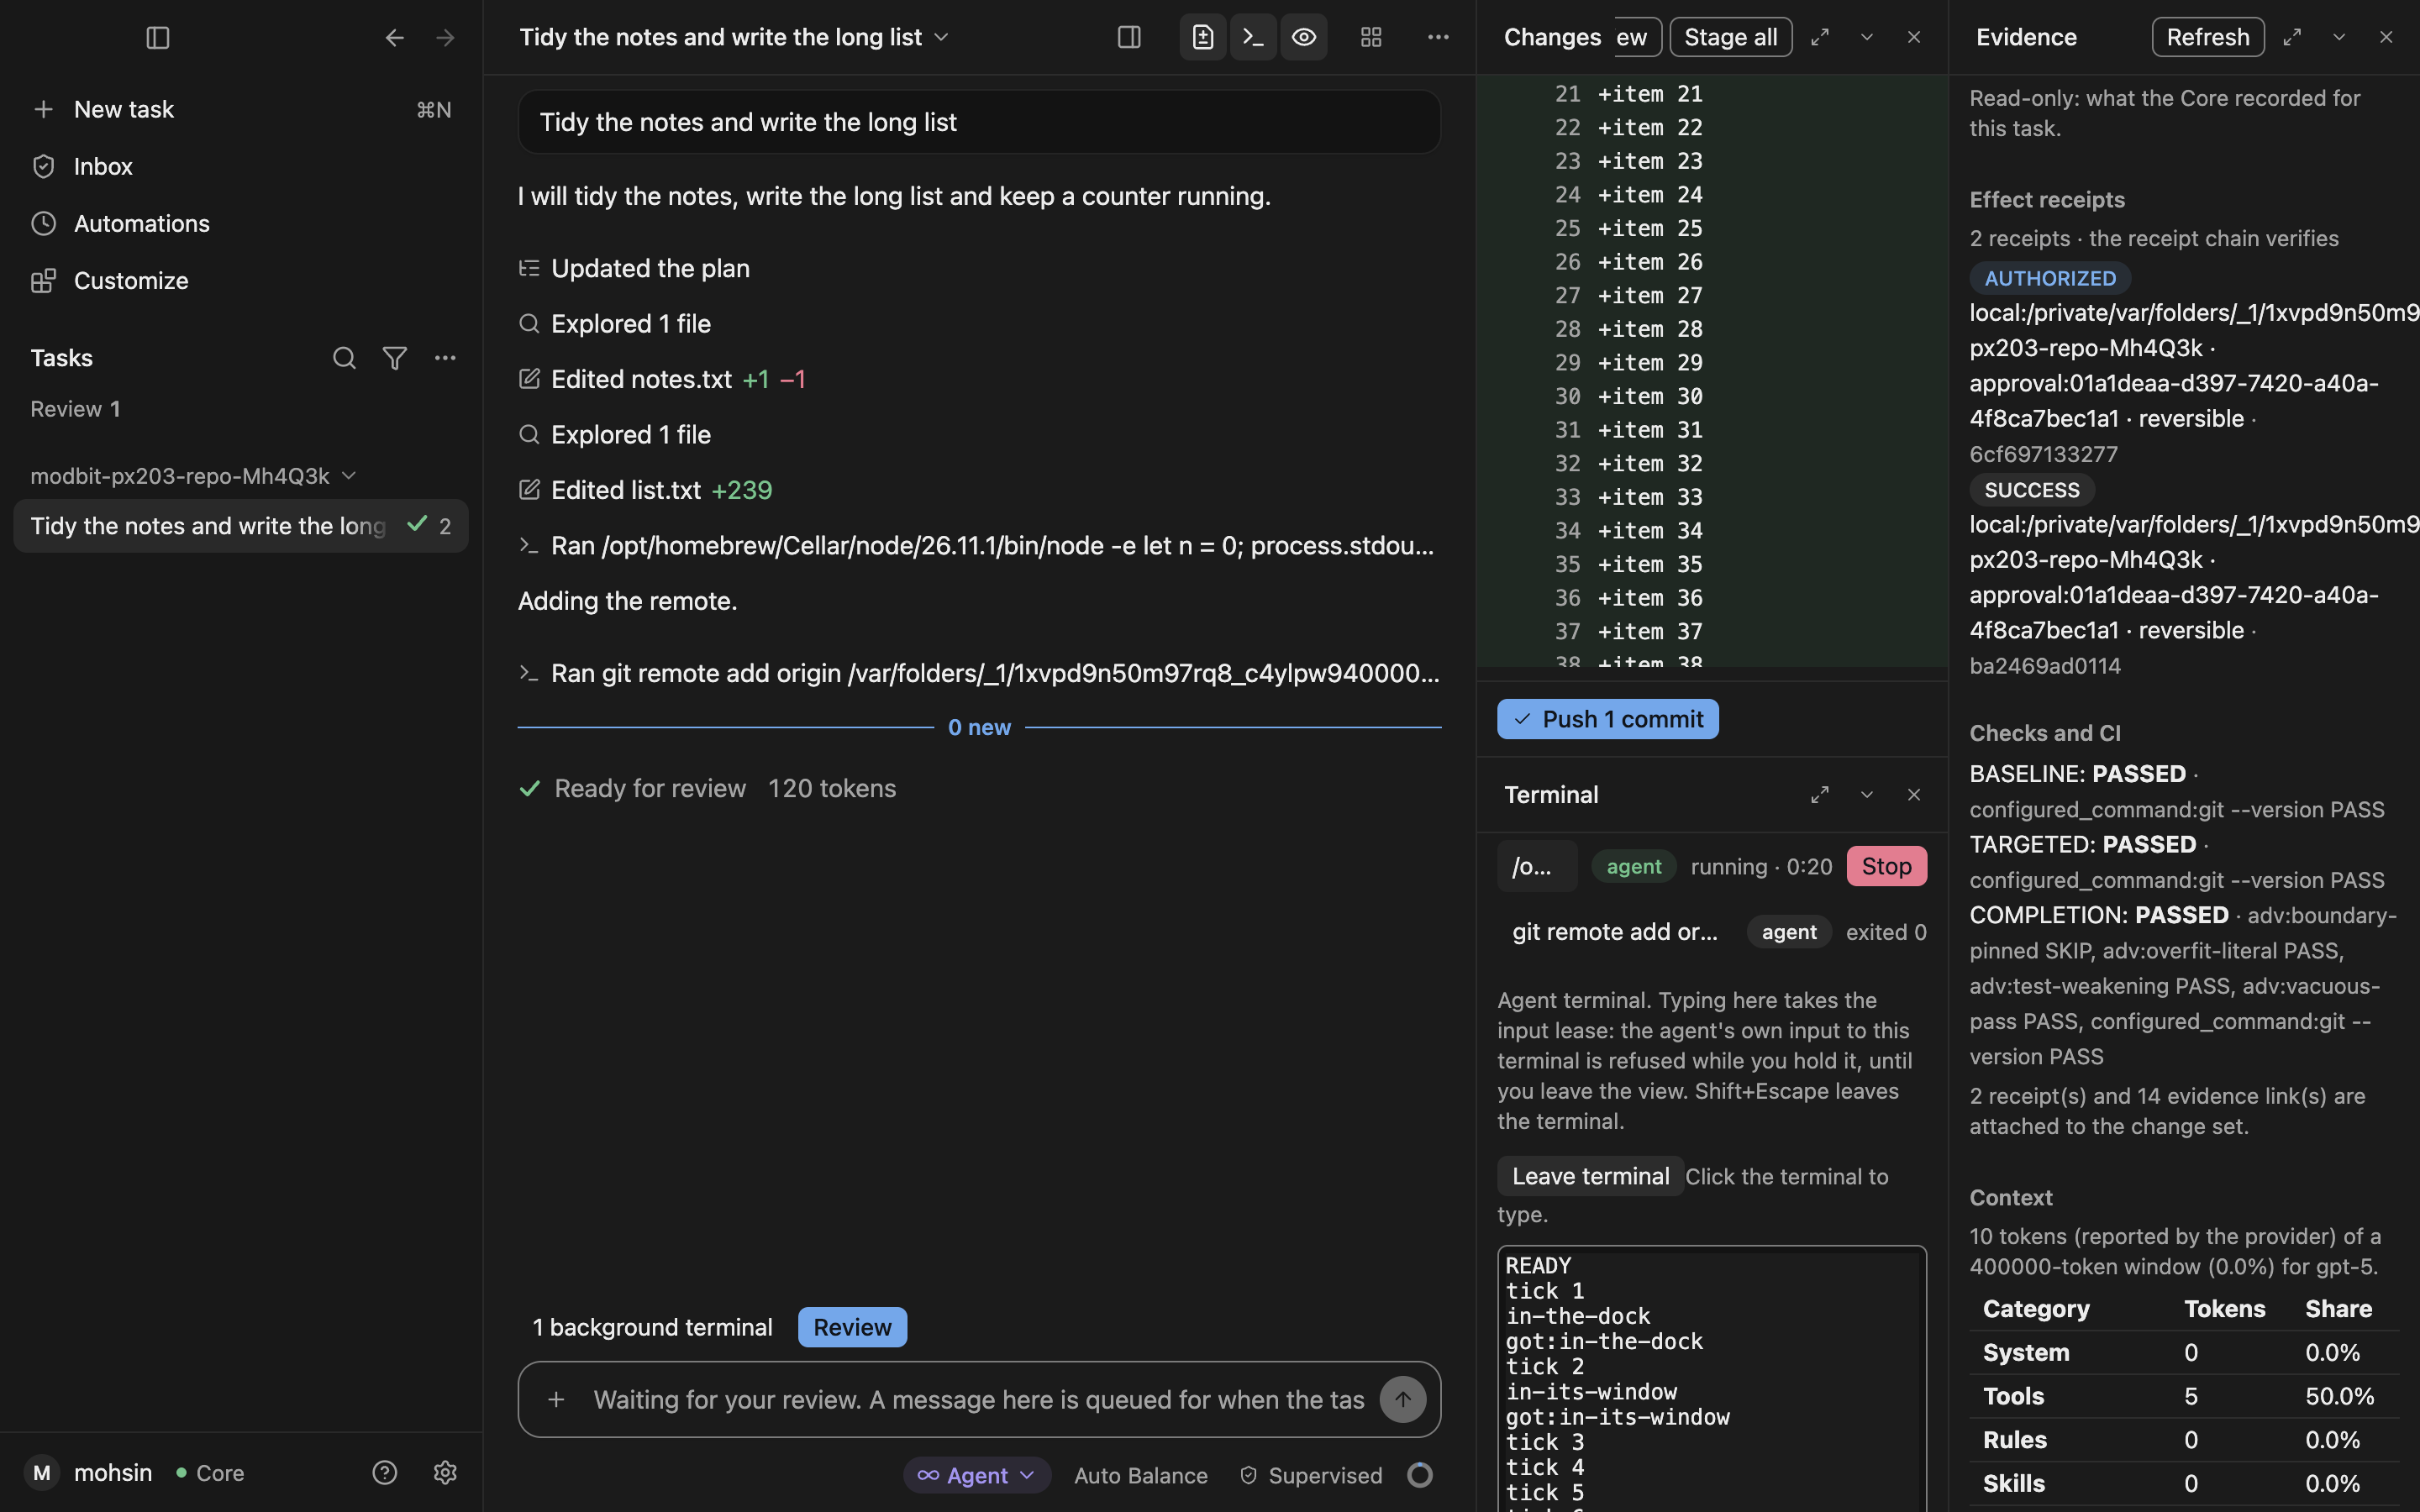 New task ⌘N
Inbox
Automations
Customize
Tasks
Review 1
modbit-px203-repo-Mh4Q3k
Tidy the notes and write the long 2
M mohsin Core
Tidy the notes and write the long list
Tidy the notes and write the long list
I will tidy the notes, write the long list and keep a counter running.
Updated the plan
Explored 1 file
Edited notes.txt +1 −1
Explored 1 file
Edited list.txt +239
Ran /opt/homebrew/Cellar/node/26.11.1/bin/node -e let n = 0; process.stdou...
Adding the remote.
Ran git remote add origin /var/folders/_1/1xvpd9n50m97rq8_c4ylpw940000...
0 new
Ready for review 120 tokens
1 background terminal Review
Waiting for your review. A message here is queued for when the tas
Agent Auto Balance Supervised
Changes ew Stage all
21 +item 21
22 +item 22
23 +item 23
24 +item 24
25 +item 25
26 +item 26
27 +item 27
28 +item 28
29 +item 29
30 +item 30
31 +item 31
32 +item 32
33 +item 33
34 +item 34
35 +item 35
36 +item 36
37 +item 37
38 +item 38
Push 1 commit
Terminal
/o... agent running · 0:20 Stop
git remote add or... agent exited 0
Agent terminal. Typing here takes the
input lease: the agent's own input to this
terminal is refused while you hold it, until
you leave the view. Shift+Escape leaves
the terminal.
Leave terminal Click the terminal to
type.
READY
tick 1
in-the-dock
got:in-the-dock
tick 2
in-its-window
got:in-its-window
tick 3
tick 4
tick 5
Evidence Refresh
Read-only: what the Core recorded for
this task.
Effect receipts
2 receipts · the receipt chain verifies
AUTHORIZED
local:/private/var/folders/_1/1xvpd9n50m9
px203-repo-Mh4Q3k ·
approval:01a1deaa-d397-7420-a40a-
4f8ca7bec1a1 · reversible ·
6cf697133277
SUCCESS
local:/private/var/folders/_1/1xvpd9n50m9
px203-repo-Mh4Q3k ·
approval:01a1deaa-d397-7420-a40a-
4f8ca7bec1a1 · reversible ·
ba2469ad0114
Checks and CI
BASELINE: PASSED ·
configured_command:git --version PASS
TARGETED: PASSED ·
configured_command:git --version PASS
COMPLETION: PASSED · adv:boundary-
pinned SKIP, adv:overfit-literal PASS,
adv:test-weakening PASS, adv:vacuous-
pass PASS, configured_command:git --
version PASS
2 receipt(s) and 14 evidence link(s) are
attached to the change set.
Context
10 tokens (reported by the provider) of a
400000-token window (0.0%) for gpt-5.
Category Tokens Share
System 0 0.0%
Tools 5 50.0%
Rules 0 0.0%
Skills 0 0.0%